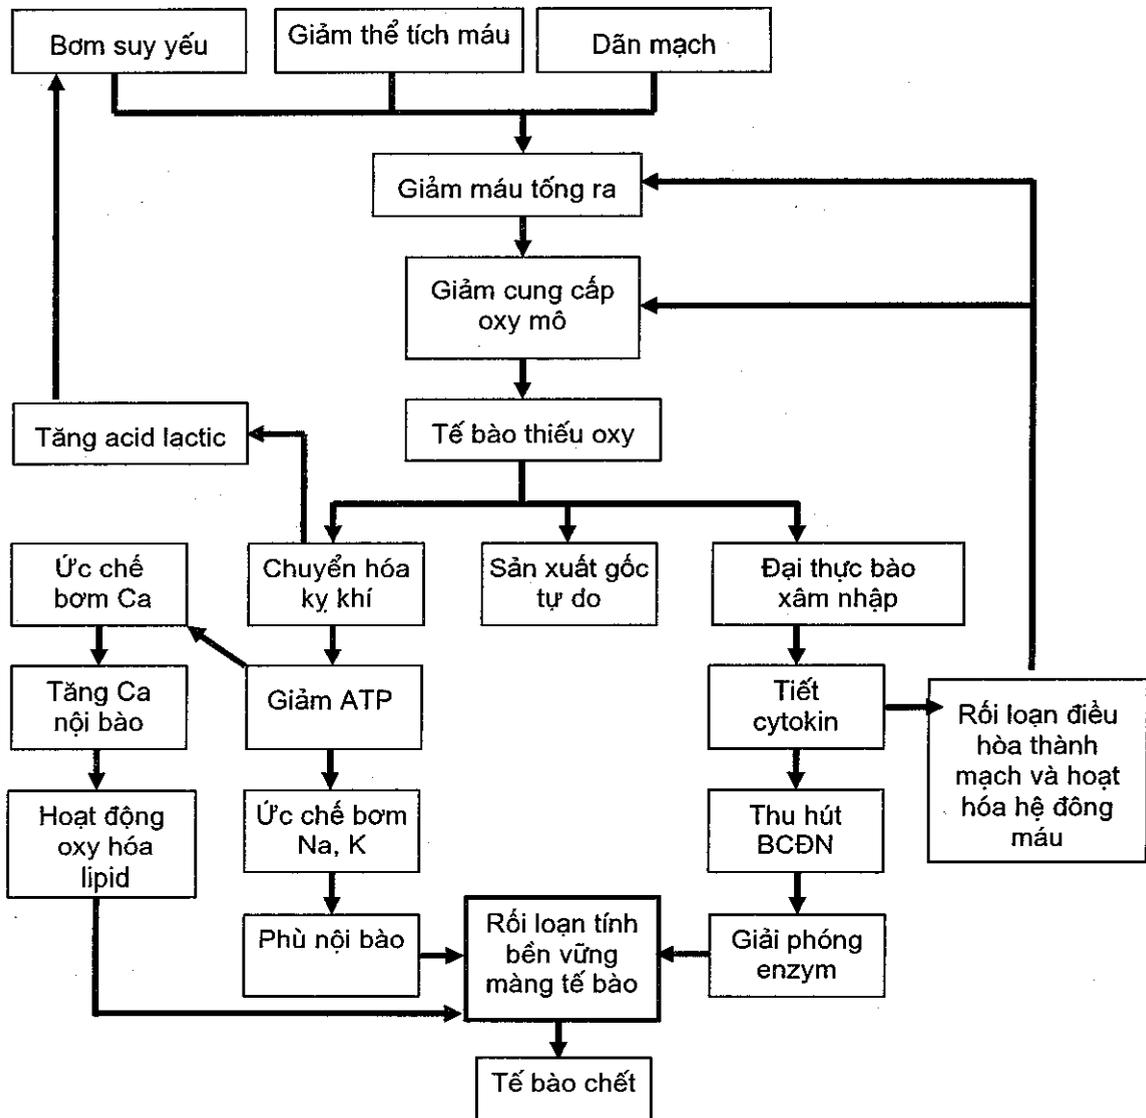 Bơm suy yếu
Giảm thể tích máu
Dãn mạch
Giảm máu tống ra
Giảm cung cấp
oxy mô
Tăng acid lactic
Tế bào thiếu oxy
Ức chế
bơm Ca
Chuyển hóa
kỵ khí
Sản xuất gốc
tự do
Đại thực bào
xâm nhập
Tăng Ca
nội bào
Giảm ATP
Tiết
cytokin
Rối loạn điều
hòa thành
mạch và hoạt
hóa hệ đông
máu
Hoạt động
oxy hóa
lipid
Ức chế bơm
Na, K
Thu hút
BCĐN
Phù nội bào
Rối loạn tính
bền vững
màng tế bào
Giải phóng
enzym
Tế bào chết